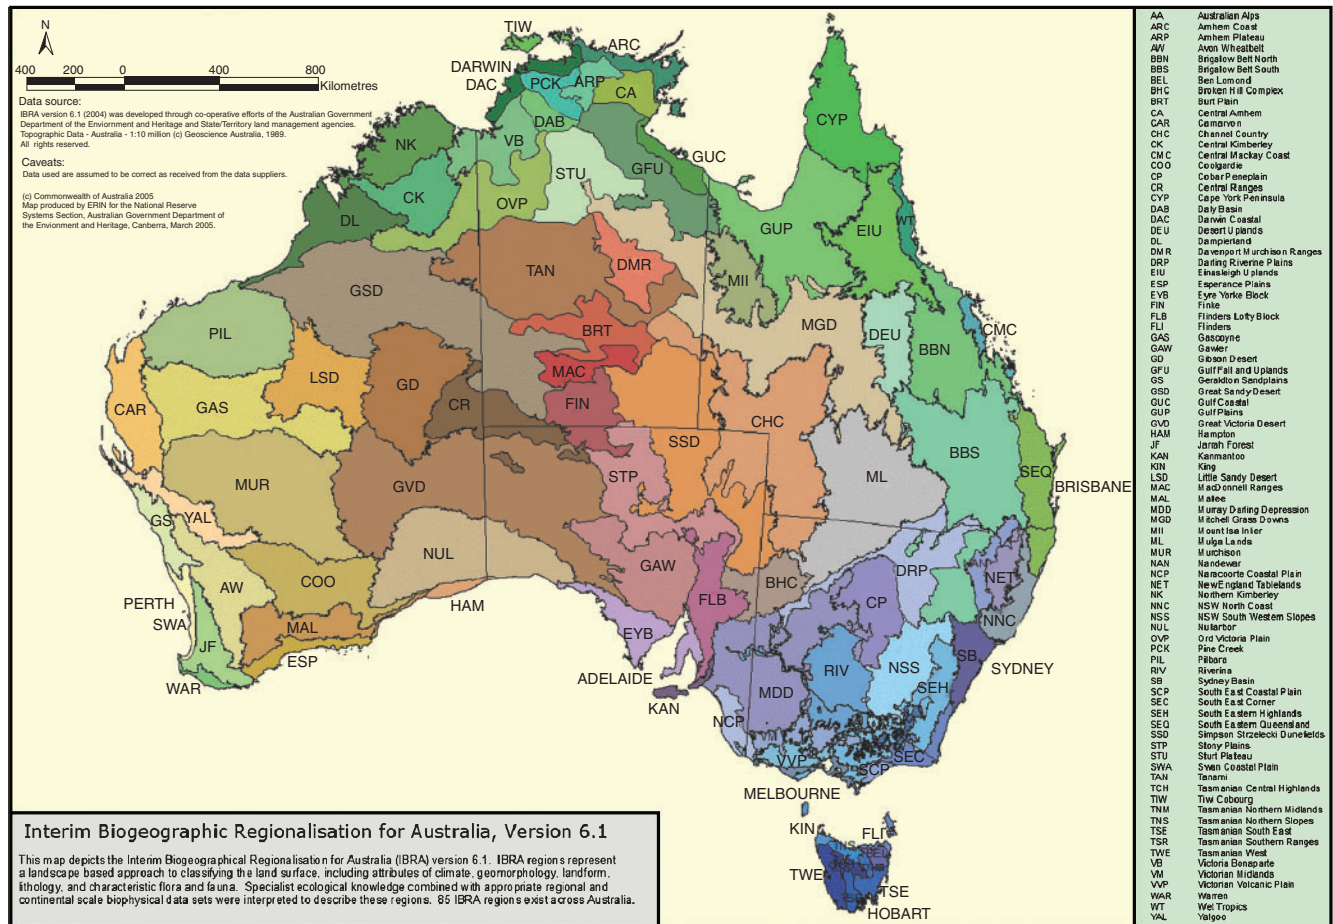 N
400 200 0 400 800
Kilometres
Data source:
IBRA version 6.1 (2004) was developed through co-operative efforts of the Australian Government
Department of the Enviornment and Heritage and State/Territory land management agencies.
Topographic Data - Australia - 1:10 million (c) Geoscience Australia, 1989.
All rights reserved.
Caveats:
Data used are assumed to be correct as received from the data suppliers.
(c) Commonwealth of Australia 2005
Map produced by ERIN for the National Reserve
Systems Section, Australian Government Department of
the Envionment and Heritage, Canberra, March 2005.
TIW
ARC
DARWIN
DAC
PCK
ARP
CA
DAB
NK
VB
STU
GFU
GUC
CYP
CK
OVP
DL
GUP
EIU
WT
TAN
DMR
MII
GSD
PIL
BRT
MGD
DEU
BBN
CMC
LSD
GD
MAC
CAR
GAS
CR
FIN
CHC
SSD
BBS
SEQ
BRISBANE
MUR
GVD
STP
ML
GS
YAL
NUL
GAW
BHC
DRP
NAN
NET
AW
COO
HAM
FLB
CP
NNC
PERTH
SWA
MAL
EYB
JF
ESP
WAR
ADELAIDE
KAN
MDD
RIV
NSS
SB
SYDNEY
SEH
NCP
VM
VVP
SEC
SCP
MELBOURNE
KIN
FLI
TNS
TWE
TSE
HOBART
Interim Biogeographic Regionalisation for Australia, Version 6.1
This map depicts the Interim Biogeographical Regionalisation for Australia (IBRA) version 6.1. IBRA regions represent
a landscape based approach to classifying the land surface, including attributes of climate, geomorphology, landform,
lithology, and characteristic flora and fauna. Specialist ecological knowledge combined with appropriate regional and
continental scale biophysical data sets were interpreted to describe these regions. 85 IBRA regions exist across Australia.
AA Australian Alps
ARC Arnhem Coast
ARP Arnhem Plateau
AW Avon Wheatbelt
BBN Brigalow Belt North
BBS Brigalow Belt South
BEL Ben Lomond
BHC Broken Hill Complex
BRT Burt Plain
CA Central Arnhem
CAR Carnarvon
CHC Channel Country
CK Central Kimberley
CMC Central Mackay Coast
COO Coolgardie
CP Cobar Peneplain
CR Central Ranges
CYP Cape York Peninsula
DAB Daly Basin
DAC Darwin Coastal
DEU Desert Uplands
DL Dampierland
DMR Davenport Murchison Ranges
DRP Darling Riverine Plains
EIU Einasleigh Uplands
ESP Esperance Plains
EYB Eyre Yorke Block
FIN Finke
FLB Flinders Lofty Block
FLI Flinders
GAS Gascoyne
GAW Gawler
GD Gibson Desert
GFU Gulf Fall and Uplands
GS Geraldton Sandplains
GSD Great Sandy Desert
GUC Gulf Coastal
GUP Gulf Plains
GVD Great Victoria Desert
HAM Hampton
JF Jarrah Forest
KAN Kanmantoo
KIN King
LSD Little Sandy Desert
MAC MacDonnell Ranges
MAL Mallee
MDD Murray Darling Depression
MGD Mitchell Grass Downs
MII Mount Isa Inlier
ML Mulga Lands
MUR Murchison
NAN Nandewar
NCP Naracoorte Coastal Plain
NET New England Tablelands
NK Northern Kimberley
NNC NSW North Coast
NSS NSW South Western Slopes
NUL Nullarbor
OVP Ord Victoria Plain
PCK Pine Creek
PIL Pilbara
RIV Riverina
SB Sydney Basin
SCP South East Coastal Plain
SEC South East Corner
SEH South Eastern Highlands
SEQ South Eastern Queensland
SSD Simpson Strzelecki Dunefields
STP Stony Plains
STU Sturt Plateau
SWA Swan Coastal Plain
TAN Tanami
TCH Tasmanian Central Highlands
TIW Tiwi Cobourg
TNM Tasmanian Northern Midlands
TNS Tasmanian Northern Slopes
TSE Tasmanian South East
TSR Tasmanian Southern Ranges
TWE Tasmanian West
VB Victoria Bonaparte
VM Victorian Midlands
VVP Victorian Volcanic Plain
WAR Warren
WT Wet Tropics
YAL Yalgoo